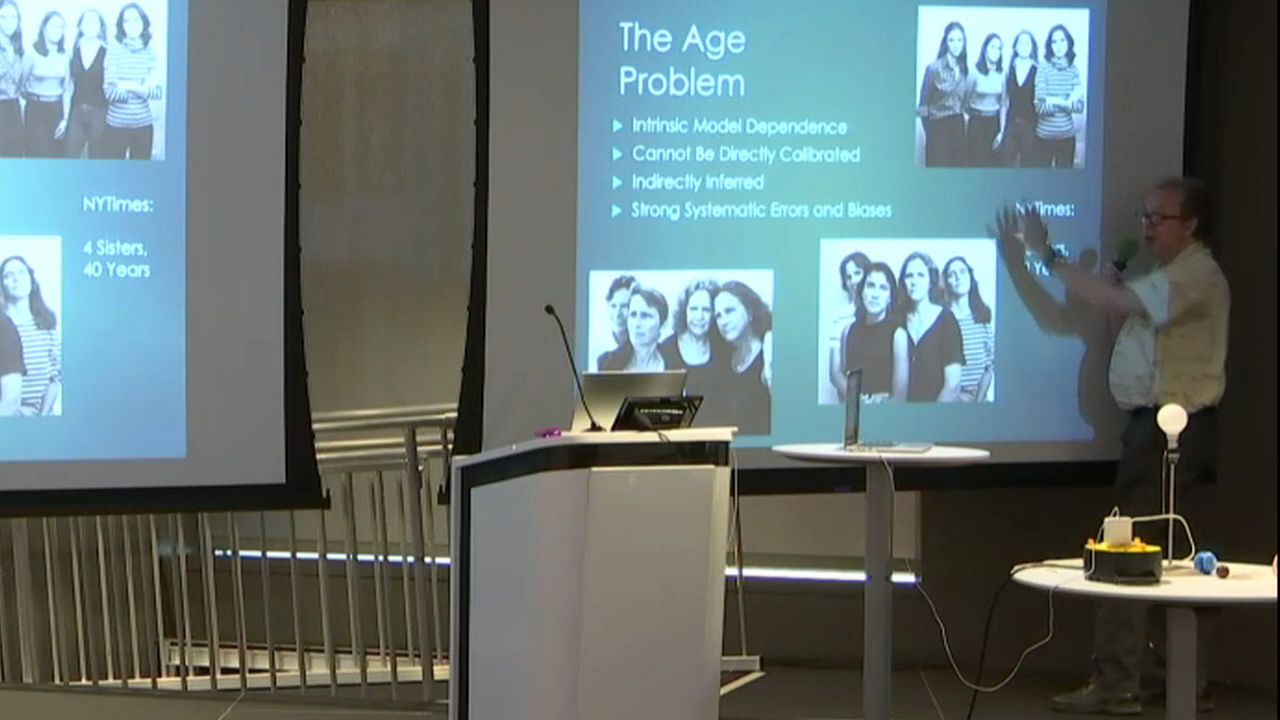 NYTimes:
4 Sisters,
40 Years
The Age
Problem
Intrinsic Model Dependence
Cannot Be Directly Calibrated
Indirectly Inferred
Strong Systematic Errors and Biases